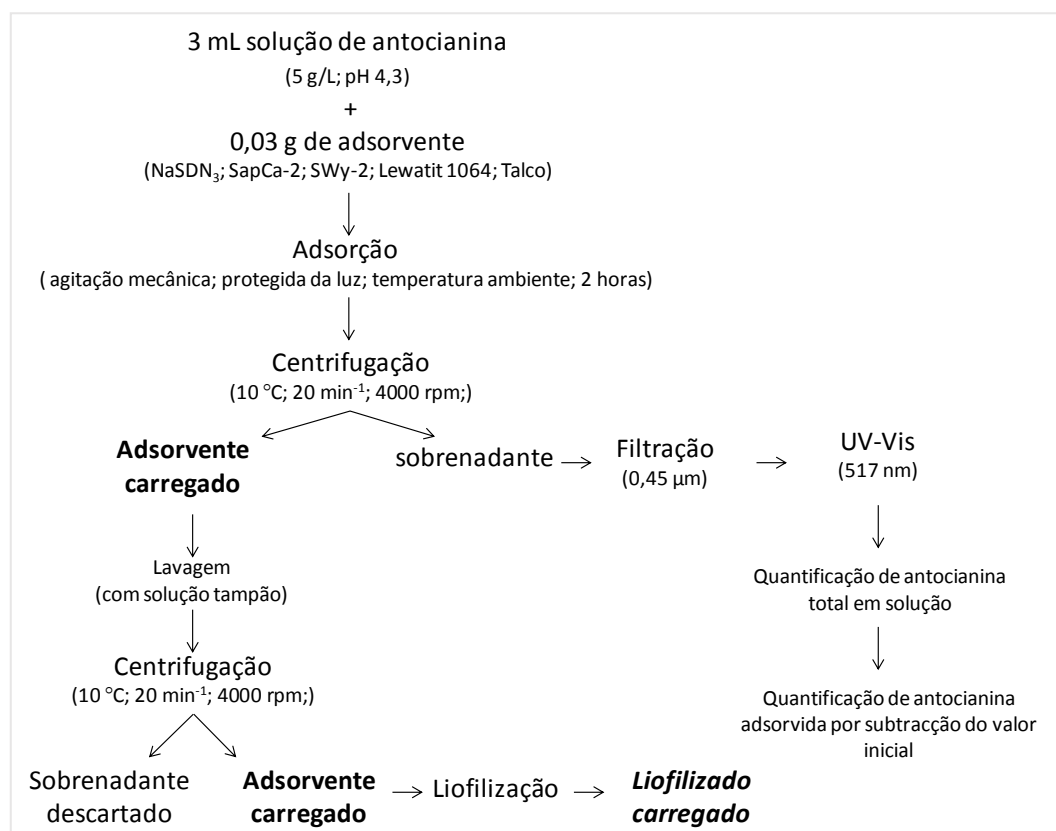 3 mL solução de antocianina
(5 g/L; pH 4,3)
+
0,03 g de adsorvente
(NaSDN₃; SapCa-2; SWy-2; Lewatit 1064; Talco)
Adsorção
( agitação mecânica; protegida da luz; temperatura ambiente; 2 horas)
Centrifugação
(10 °C; 20 min⁻¹; 4000 rpm;)
Adsorvente
carregado
sobrenadante
Filtração
(0,45 µm)
UV-Vis
(517 nm)
Lavagem
(com solução tampão)
Quantificação de antocianina
total em solução
Centrifugação
(10 °C; 20 min⁻¹; 4000 rpm;)
Quantificação de antocianina
adsorvida por subtracção do valor
inicial
Sobrenadante
descartado
Adsorvente
carregado
Liofilização
Liofilizado
carregado